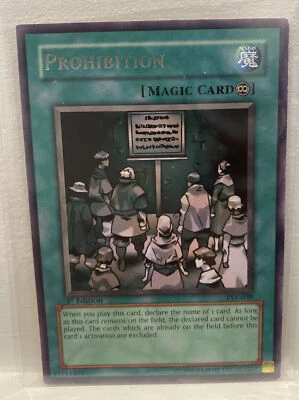 PROHIBITION
MAGIC
魔
[MAGIC CARD∞]
1st Edition
When you play this card, declare the name of 1 card. As long
as this card remains on the field, the declared card cannot be
played. The cards which are already on the field before this
card's activation are excluded.